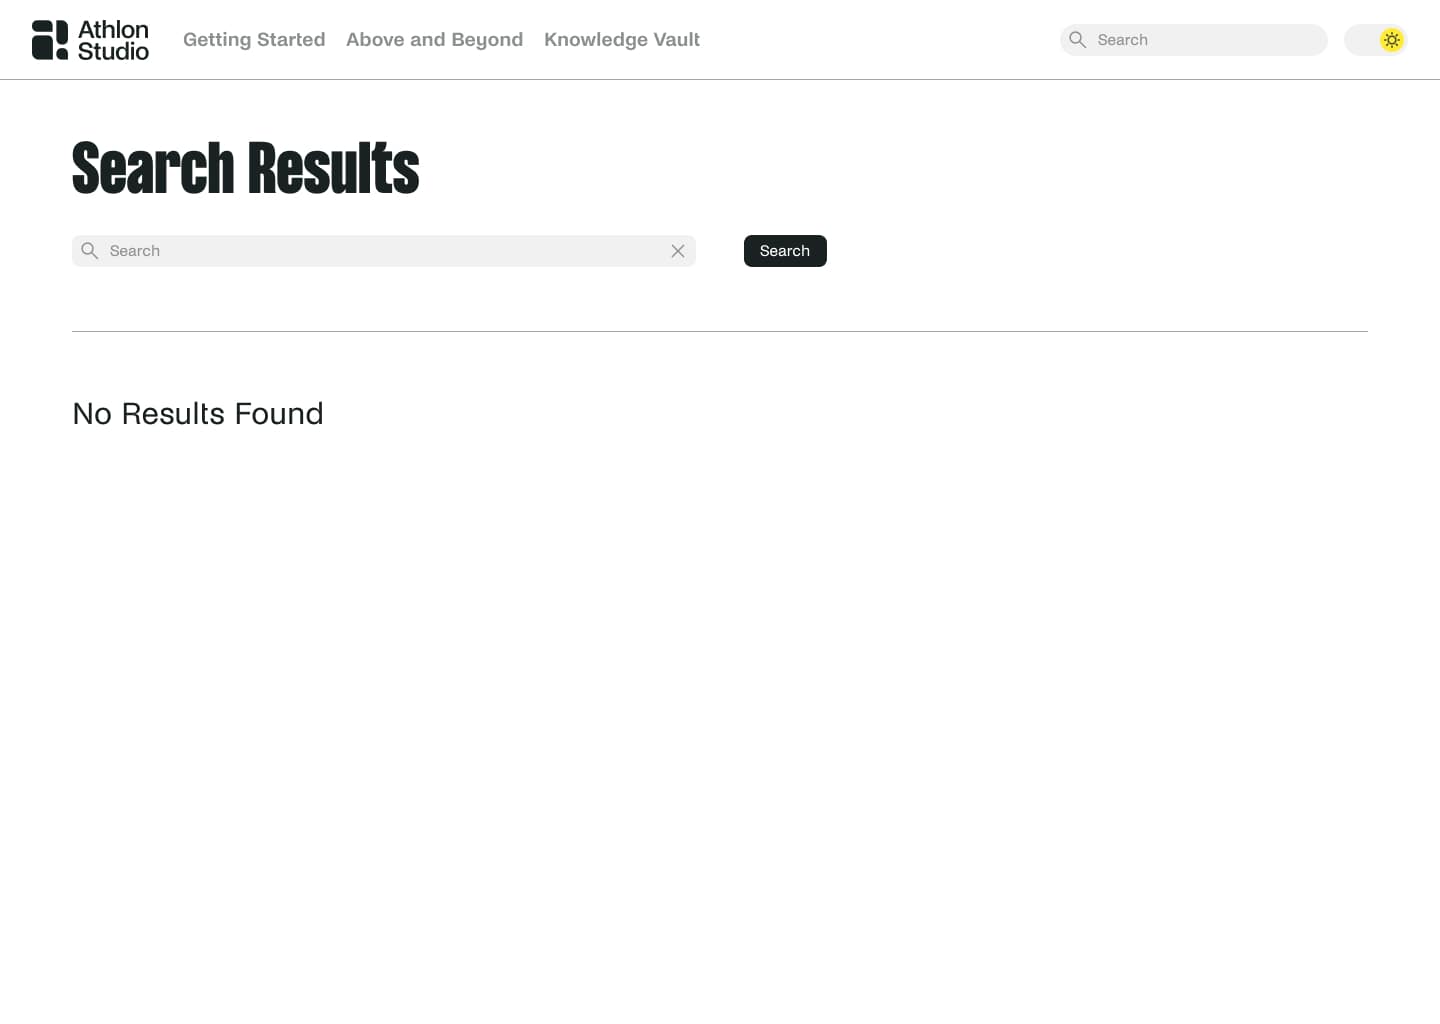 Athlon
Studio
Getting Started
Above and Beyond
Knowledge Vault
Search
Search Results
Search
Search
No Results Found